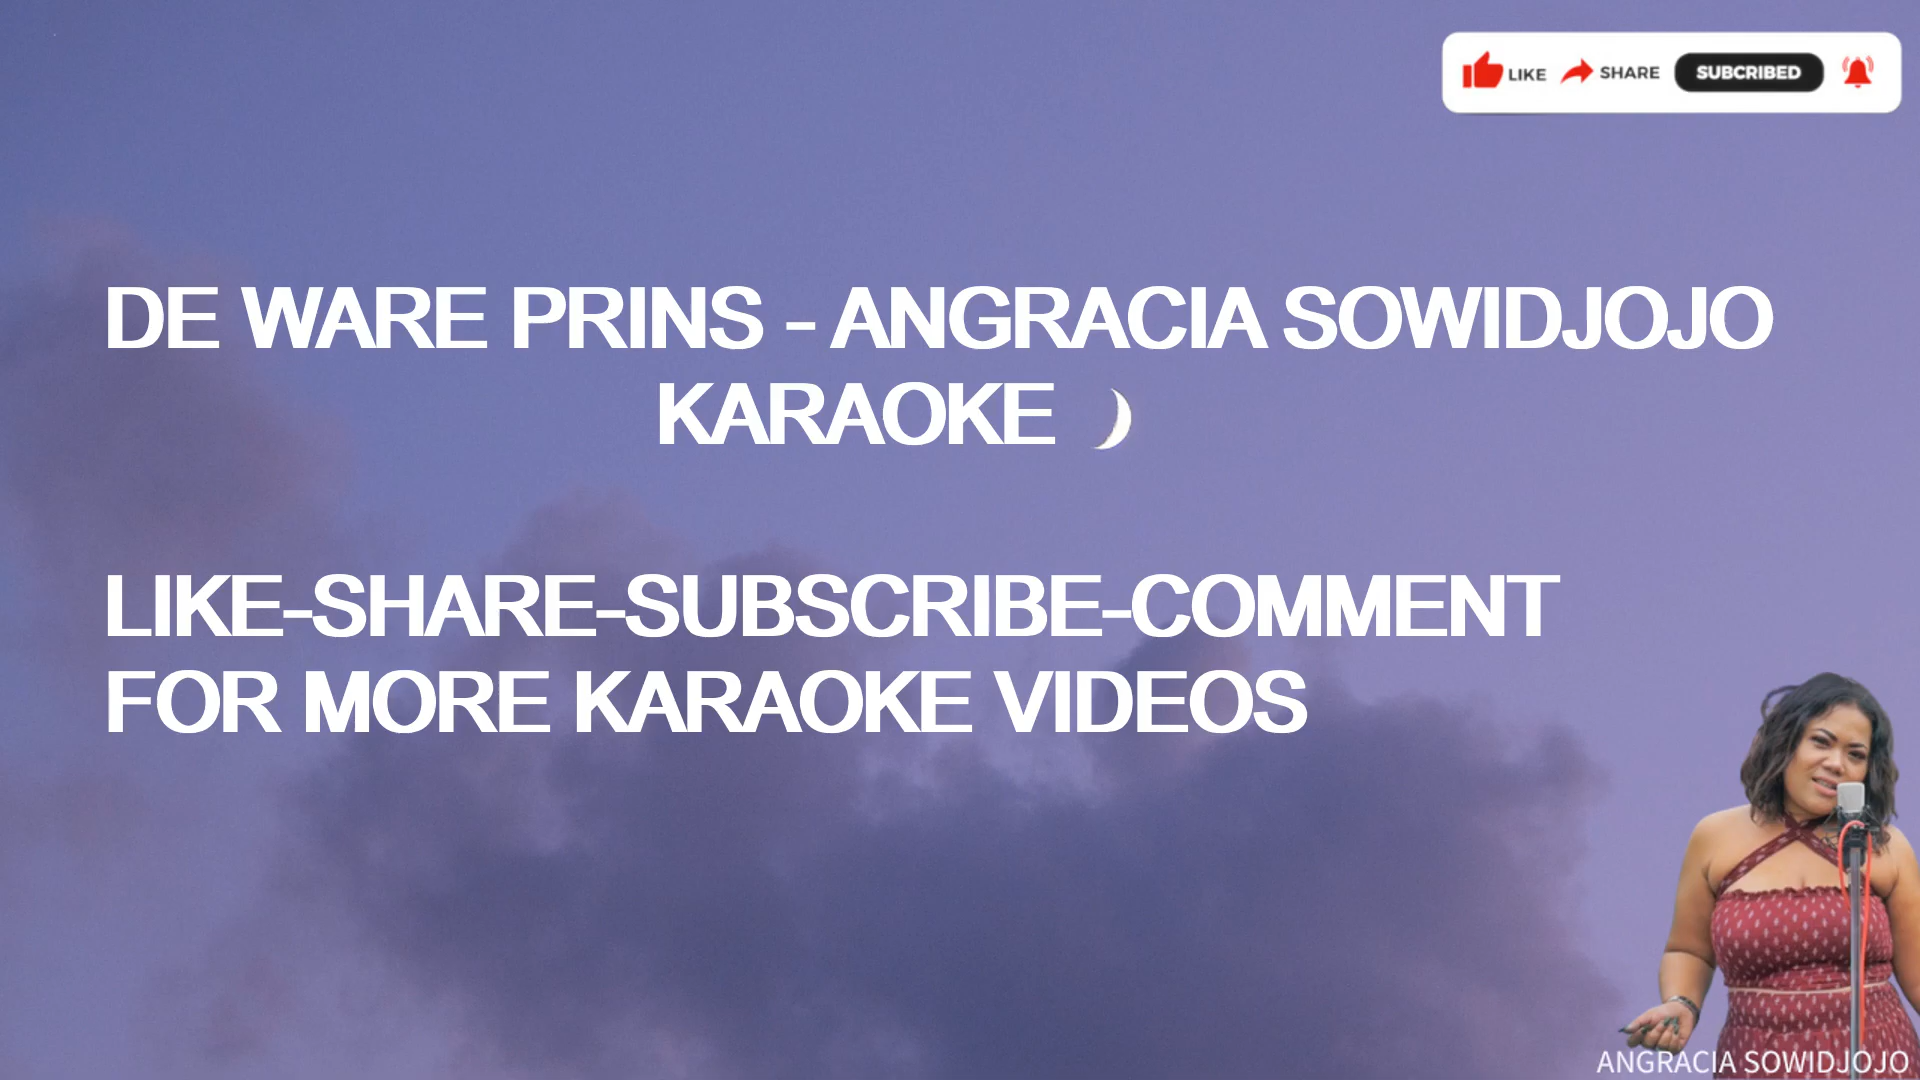 LIKE SHARE SUBCRIBED
DE WARE PRINS - ANGRACIA SOWIDJOJO
KARAOKE
LIKE-SHARE-SUBSCRIBE-COMMENT
FOR MORE KARAOKE VIDEOS
ANGRACIA SOWIDJOJO